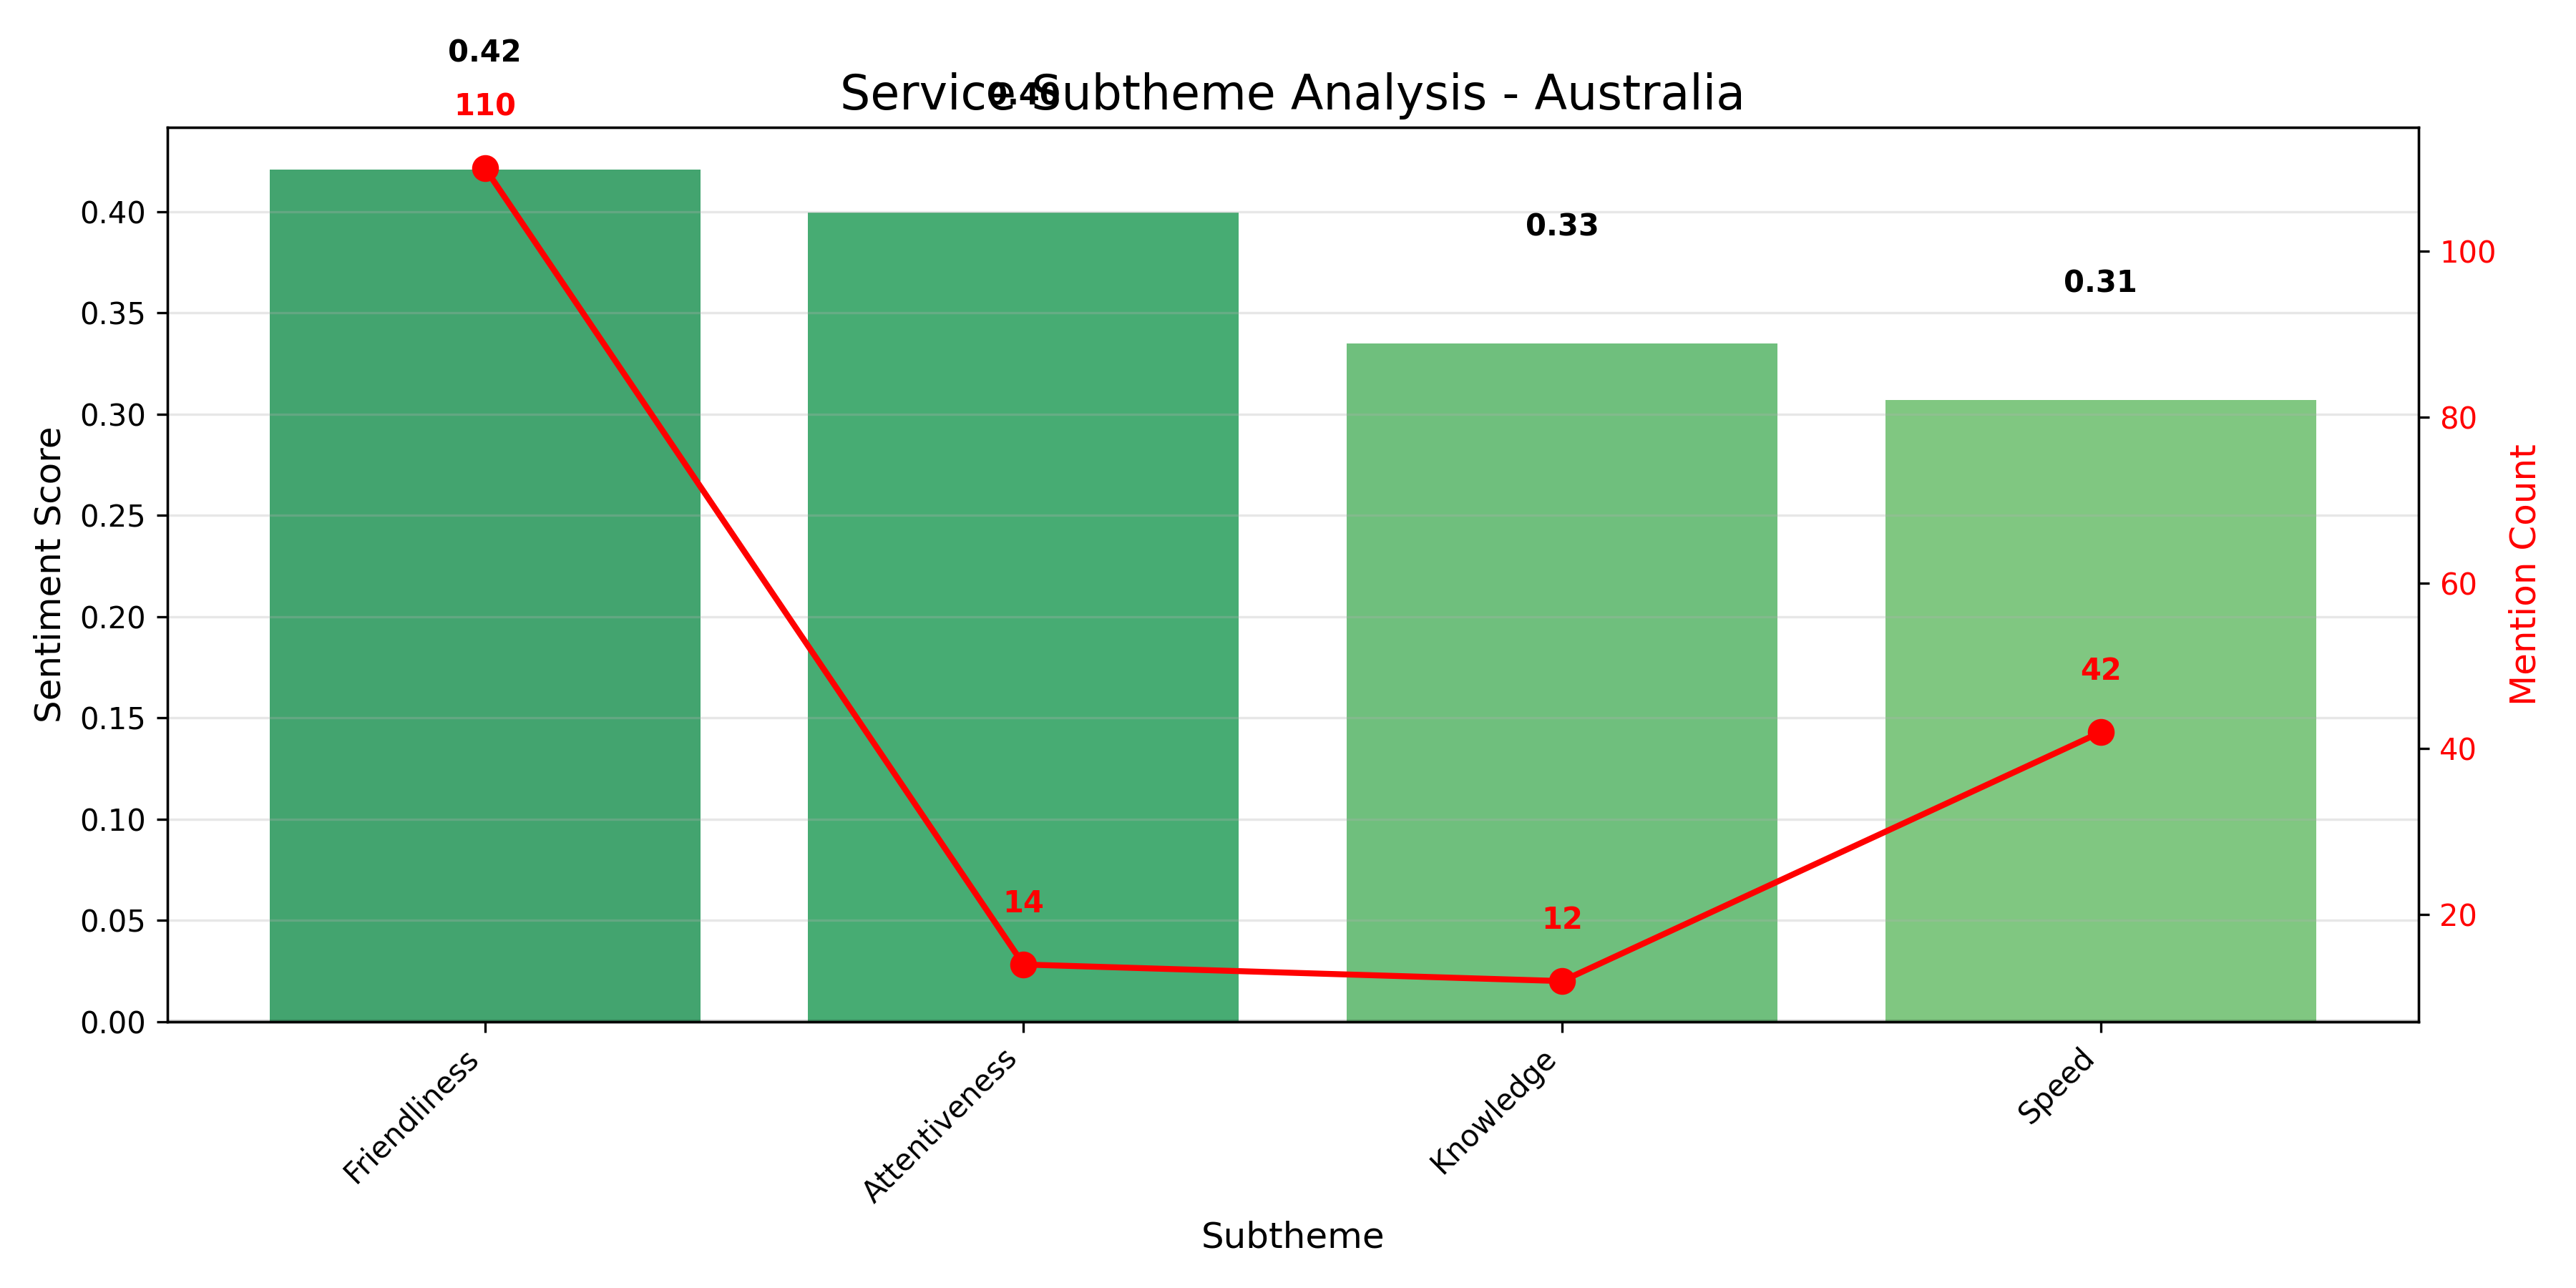 0.42
110
Service Subtheme Analysis - Australia
0.40
0.33
0.31
14
12
42
Sentiment Score
0.40
0.35
0.30
0.25
0.20
0.15
0.10
0.05
0.00
Mention Count
100
80
60
40
20
Friendliness
Attentiveness
Knowledge
Speed
Subtheme